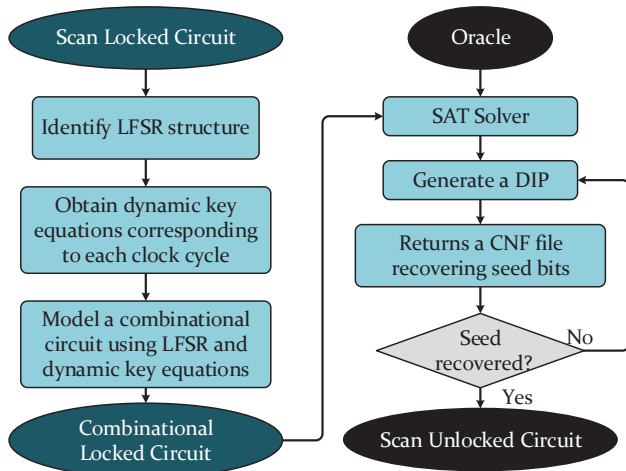 Scan Locked Circuit
Identify LFSR structure
Obtain dynamic key
equations corresponding
to each clock cycle
Model a combinational
circuit using LFSR and
dynamic key equations
Combinational
Locked Circuit
Oracle
SAT Solver
Generate a DIP
Returns a CNF file
recovering seed bits
Seed
recovered?
No
Yes
Scan Unlocked Circuit